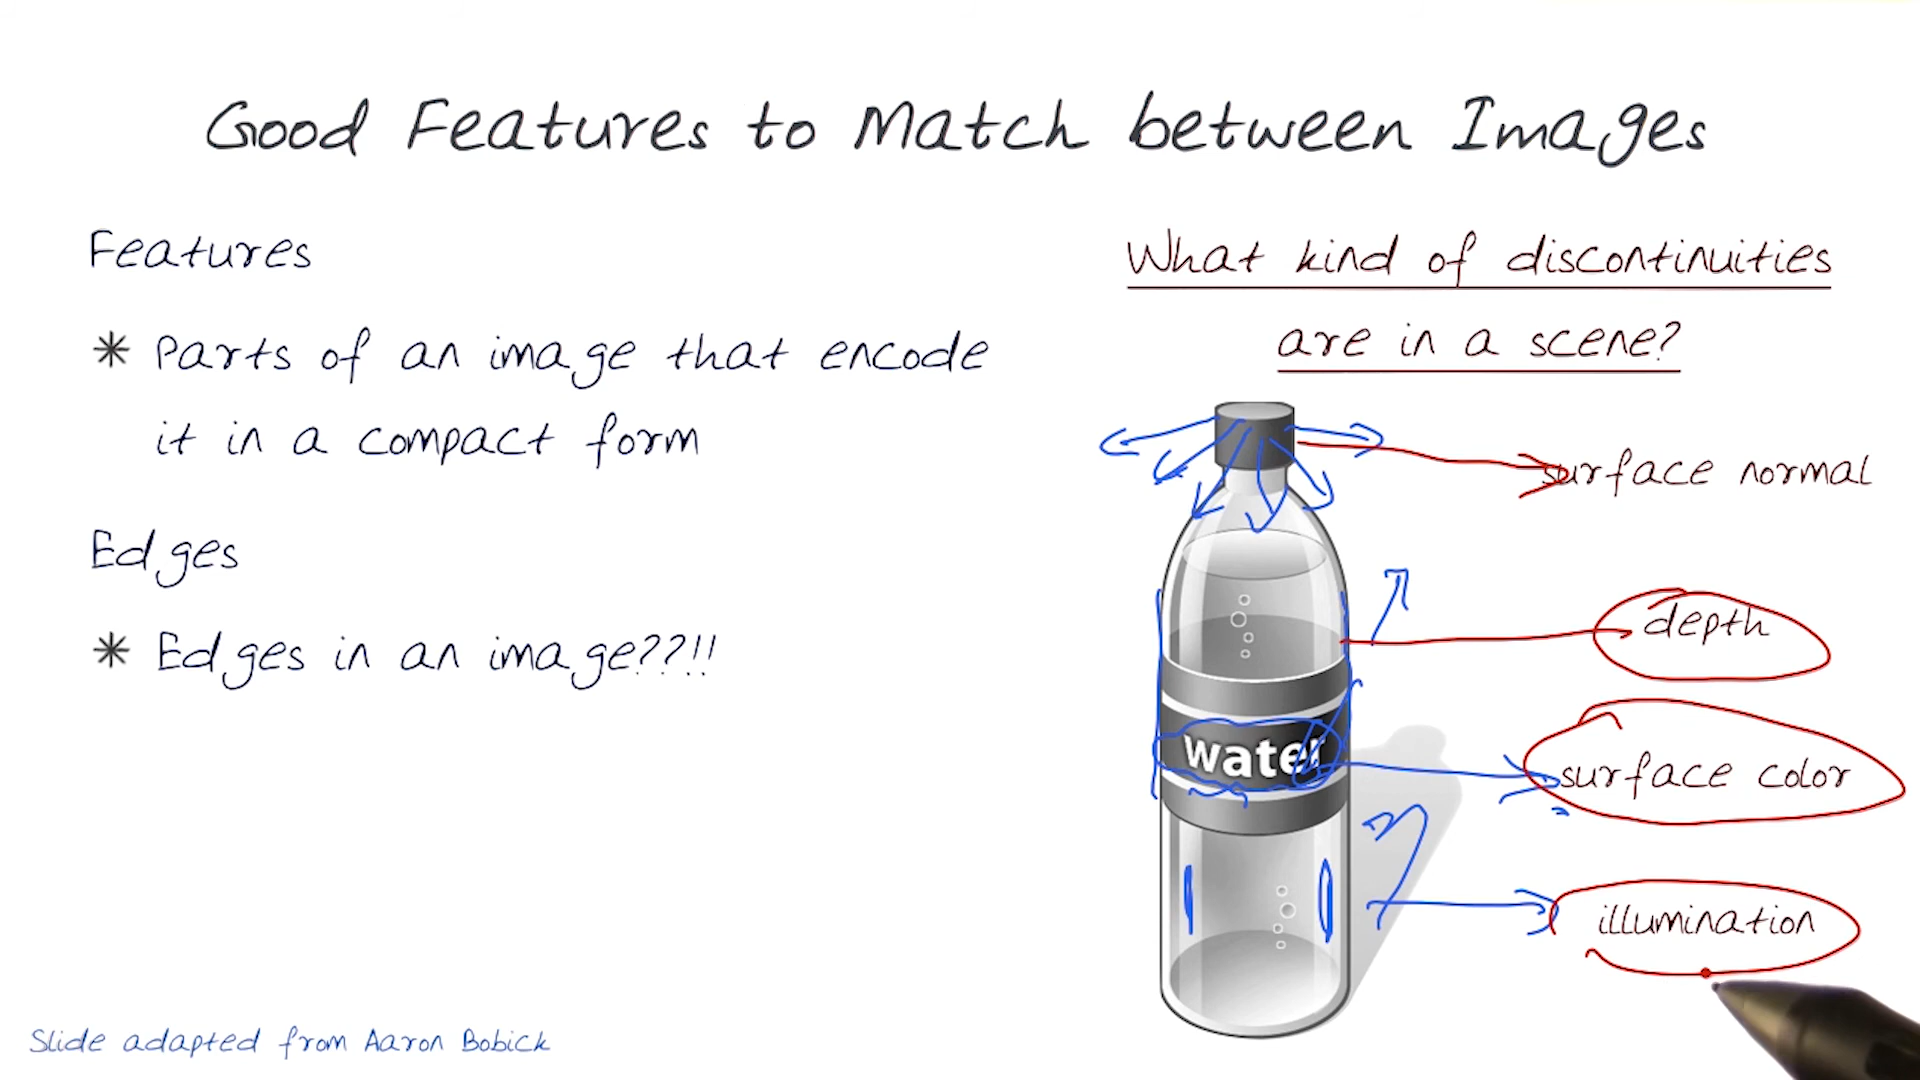 Good Features to Match between Images
Features
* Parts of an image that encode
it in a compact form
Edges
* Edges in an image??!!
What kind of discontinuities
are in a scene?
surface normal
depth
water
surface color
illumination
Slide adapted from Aaron Bobick